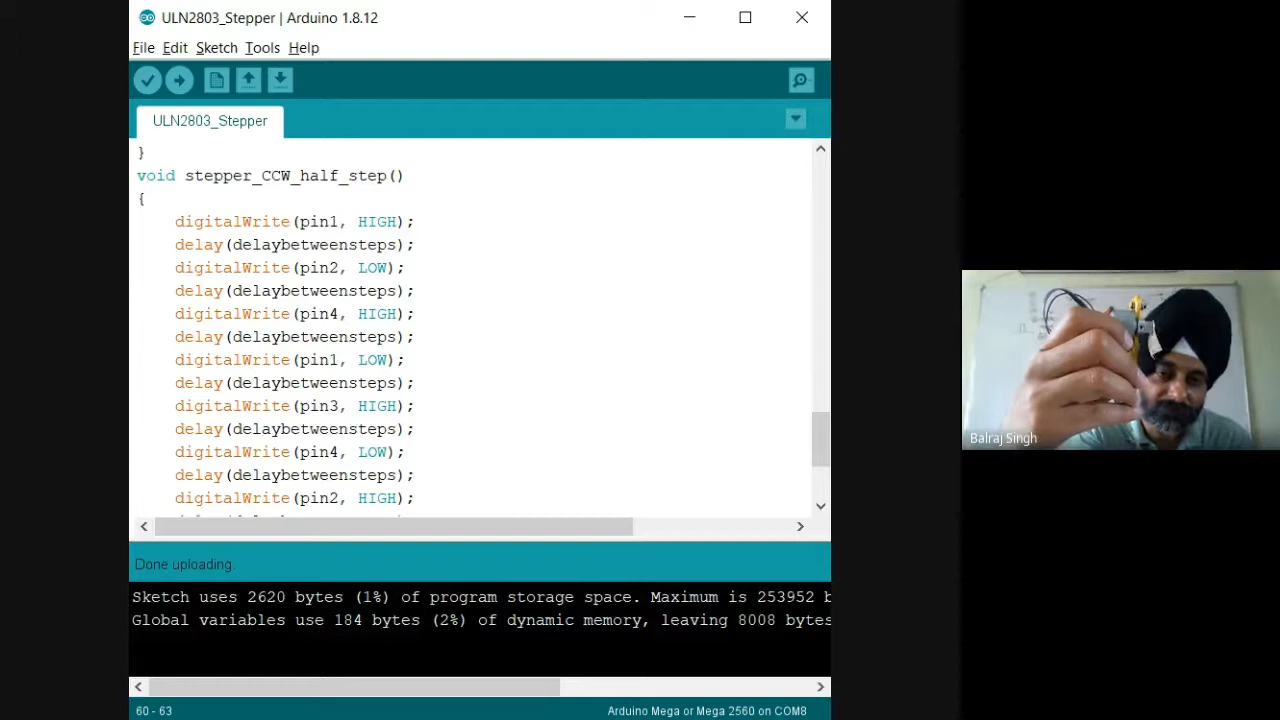 ULN2803_Stepper | Arduino 1.8.12
File Edit Sketch Tools Help
ULN2803_Stepper
}
void stepper_CCW_half_step()
{
digitalWrite(pin1, HIGH);
delay(delaybetweensteps);
digitalWrite(pin2, LOW);
delay(delaybetweensteps);
digitalWrite(pin4, HIGH);
delay(delaybetweensteps);
digitalWrite(pin1, LOW);
delay(delaybetweensteps);
digitalWrite(pin3, HIGH);
delay(delaybetweensteps);
digitalWrite(pin4, LOW);
delay(delaybetweensteps);
digitalWrite(pin2, HIGH);
Done uploading.
Sketch uses 2620 bytes (1%) of program storage space. Maximum is 253952 b
Global variables use 184 bytes (2%) of dynamic memory, leaving 8008 bytes
60 - 63
Arduino Mega or Mega 2560 on COM8
Balraj Singh